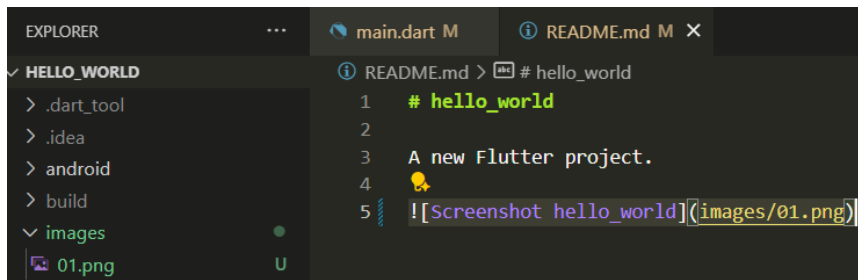 EXPLORER
HELLO_WORLD
.dart_tool
.idea
android
build
images
01.png U
main.dart M
README.md M
README.md > # hello_world
1 # hello_world
2
3 A new Flutter project.
4
5 ![Screenshot hello_world](images/01.png)